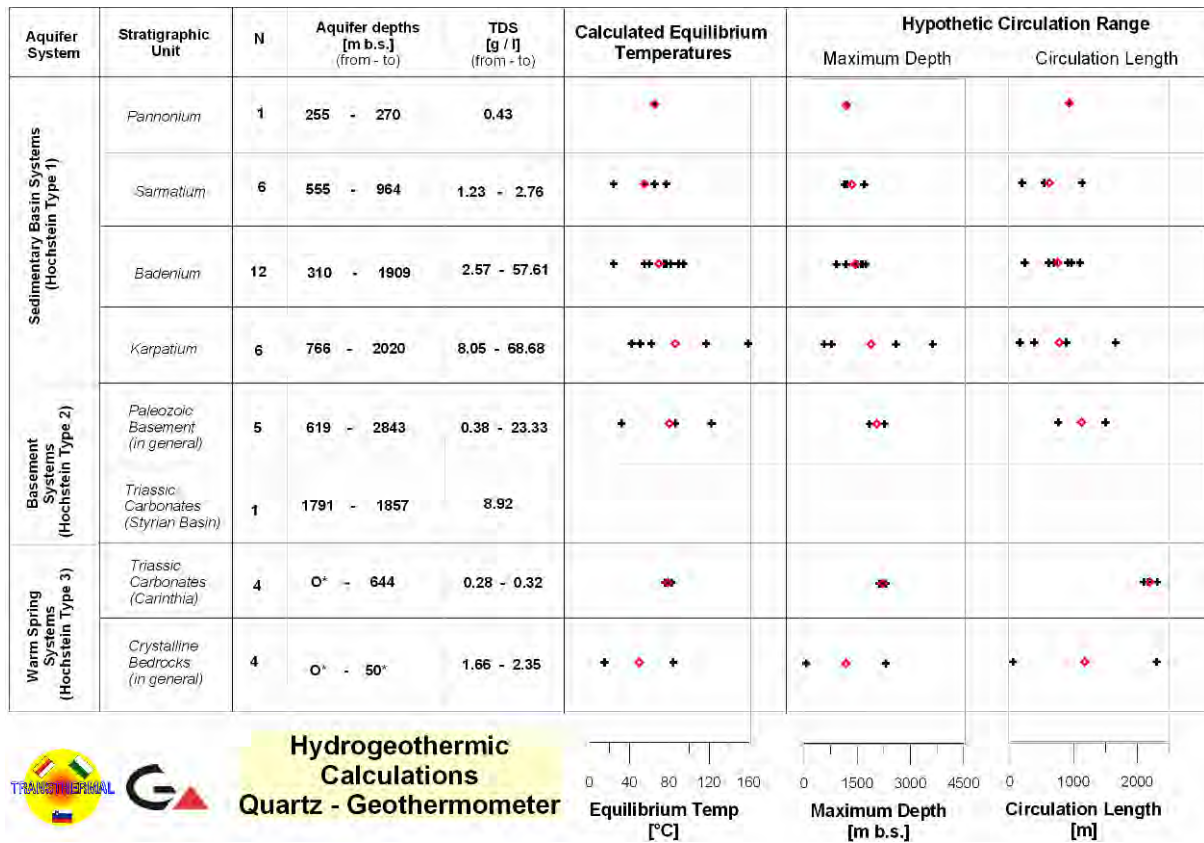 Aquifer
System
Stratigraphic
Unit
N
Aquifer depths
[m b.s.]
(from - to)
TDS
[g / l]
(from - to)
Calculated Equilibrium
Temperatures
Hypothetic Circulation Range
Maximum Depth
Circulation Length
Sedimentary Basin Systems
(Hochstein Type 1)
Pannonium
1
255 - 270
0.43
Sarmatium
6
555 - 964
1.23 - 2.76
Badenium
12
310 - 1909
2.57 - 57.61
Karpatium
6
766 - 2020
8.05 - 68.68
Basement
Systems
(Hochstein Type 2)
Paleozoic
Basement
(in general)
5
619 - 2843
0.38 - 23.33
Triassic
Carbonates
(Styrian Basin)
1
1791 - 1857
8.92
Warm Spring
Systems
(Hochstein Type 3)
Triassic
Carbonates
(Carinthia)
4
O* - 644
0.28 - 0.32
Crystalline
Bedrocks
(in general)
4
O* - 50*
1.66 - 2.35
TRANSTHERMAL
Hydrogeothermic
Calculations
Quartz - Geothermometer
0 40 80 120 160
Equilibrium Temp
[°C]
0 1500 3000 4500
Maximum Depth
[m b.s.]
0 1000 2000
Circulation Length
[m]